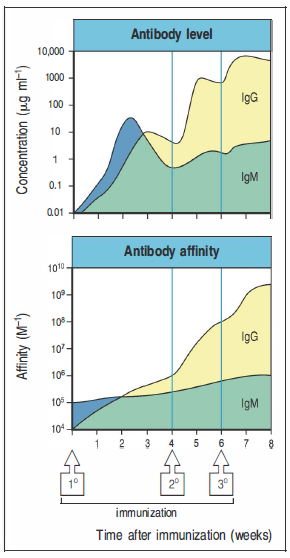 Antibody level
Concentration (μg ml⁻¹)
10,000
1000
100
10
1
0.1
0.01
IgG
IgM
Antibody affinity
Affinity (M⁻¹)
10¹⁰
10⁹
10⁸
10⁷
10⁶
10⁵
10⁴
IgG
IgM
1 2 3 4 5 6 7 8
1° 2° 3°
immunization
Time after immunization (weeks)